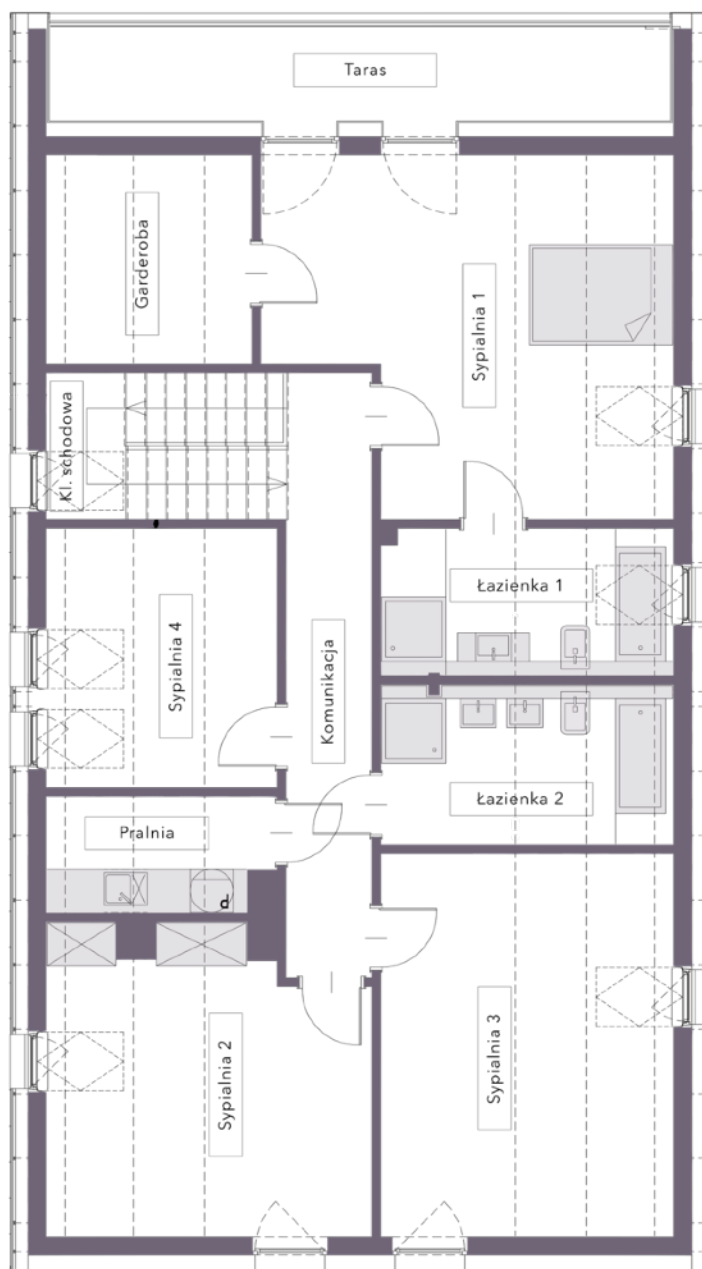 Taras
Garderoba
Sypialnia 1
Kl. schodowa
Łazienka 1
Sypialnia 4
Komunikacja
Łazienka 2
Pralnia
p
Sypialnia 2
Sypialnia 3